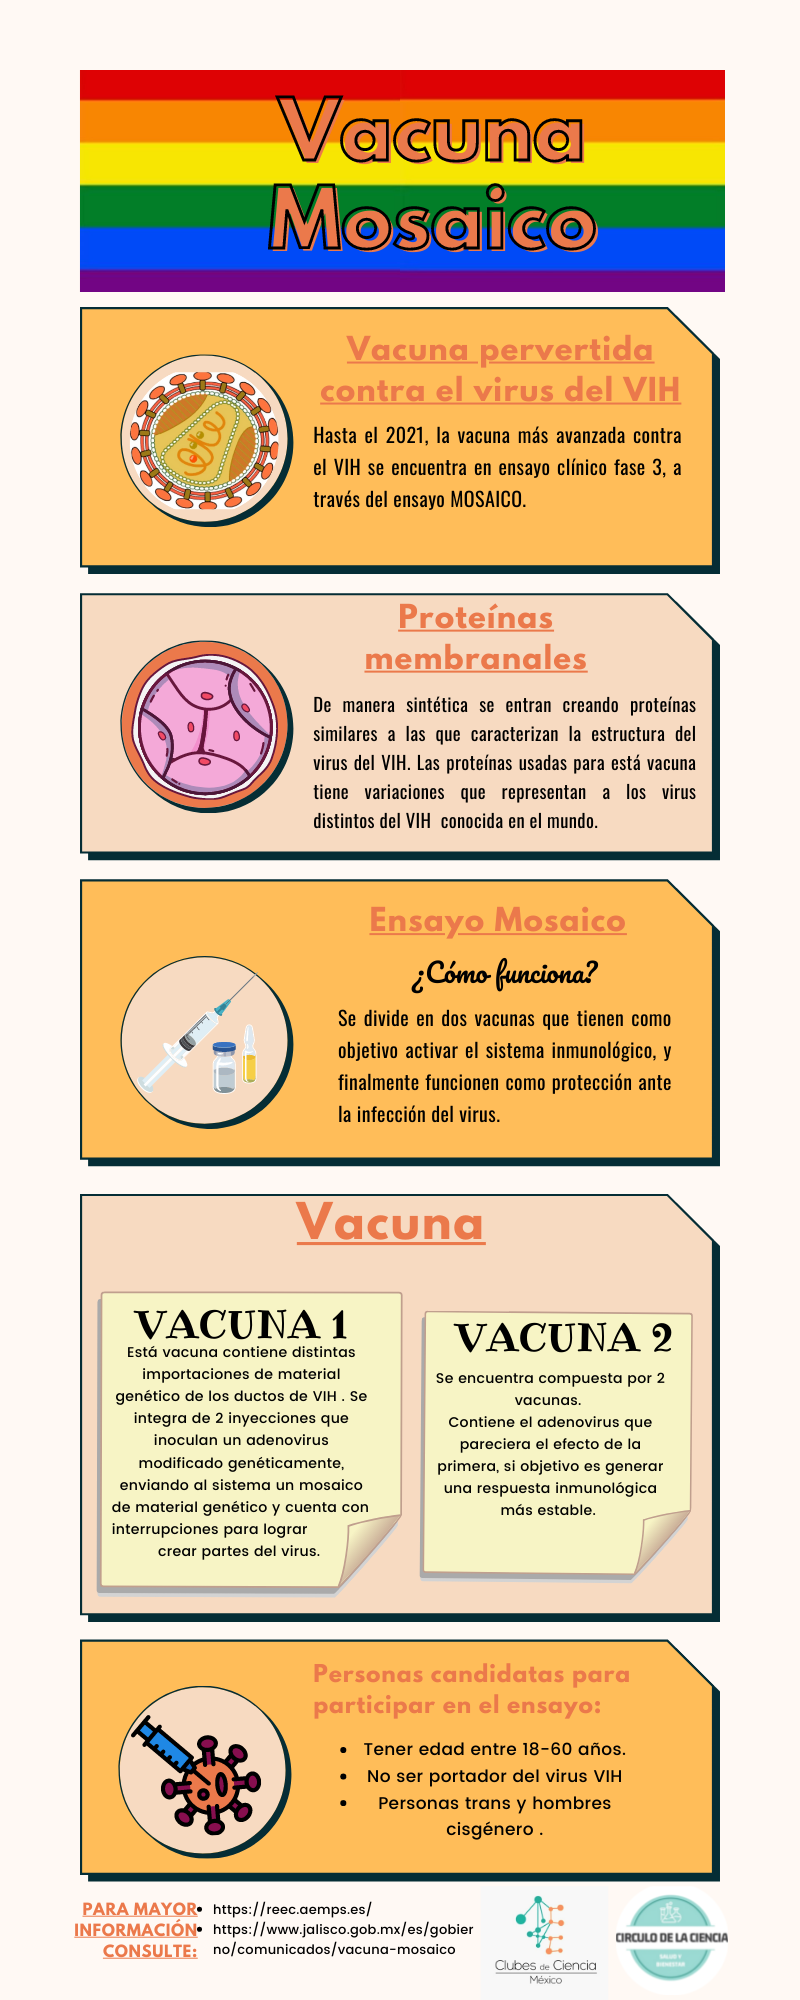 Vacuna
Mosaico
Vacuna pervertida
contra el virus del VIH
Hasta el 2021, la vacuna más avanzada contra
el VIH se encuentra en ensayo clínico fase 3, a
través del ensayo MOSAICO.
Proteínas
membranales
De manera sintética se entran creando proteínas
similares a las que caracterizan la estructura del
virus del VIH. Las proteínas usadas para está vacuna
tiene variaciones que representan a los virus
distintos del VIH conocida en el mundo.
Ensayo Mosaico
¿Cómo funciona?
Se divide en dos vacunas que tienen como
objetivo activar el sistema inmunológico, y
finalmente funcionen como protección ante
la infección del virus.
Vacuna
VACUNA 1
Está vacuna contiene distintas
importaciones de material
genético de los ductos de VIH . Se
integra de 2 inyecciones que
inoculan un adenovirus
modificado genéticamente,
enviando al sistema un mosaico
de material genético y cuenta con
interrupciones para lograr
crear partes del virus.
VACUNA 2
Se encuentra compuesta por 2
vacunas.
Contiene el adenovirus que
pareciera el efecto de la
primera, si objetivo es generar
una respuesta inmunológica
más estable.
Personas candidatas para
participar en el ensayo:
• Tener edad entre 18-60 años.
• No ser portador del virus VIH
• Personas trans y hombres
cisgénero .
PARA MAYOR
INFORMACIÓN
CONSULTE:
• https://reec.aemps.es/
• https://www.jalisco.gob.mx/es/gobier
no/comunicados/vacuna-mosaico
Clubes de Ciencia
México
CIRCULO DE LA CIENCIA
SALUD Y
BIENESTAR